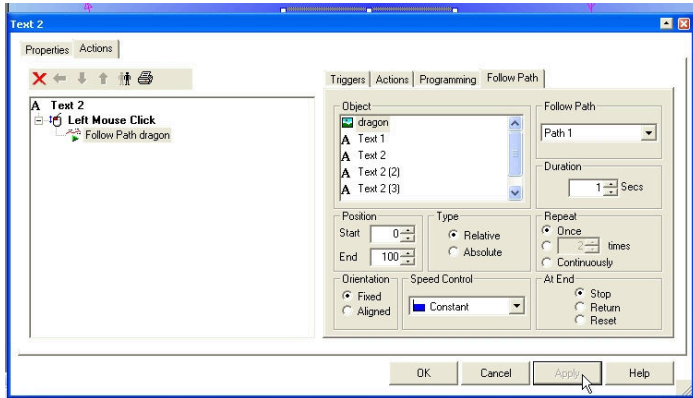 Text 2
Properties Actions
Triggers Actions Programming Follow Path
A Text 2
Left Mouse Click
Follow Path dragon
Object
dragon
A Text 1
A Text 2
A Text 2 (2)
A Text 2 (3)
Follow Path
Path 1
Duration
1 Secs
Position
Start 0
End 100
Type
Relative
Absolute
Repeat
Once
2 times
Continuously
Orientation
Fixed
Aligned
Speed Control
Constant
At End
Stop
Return
Reset
OK Cancel Apply Help